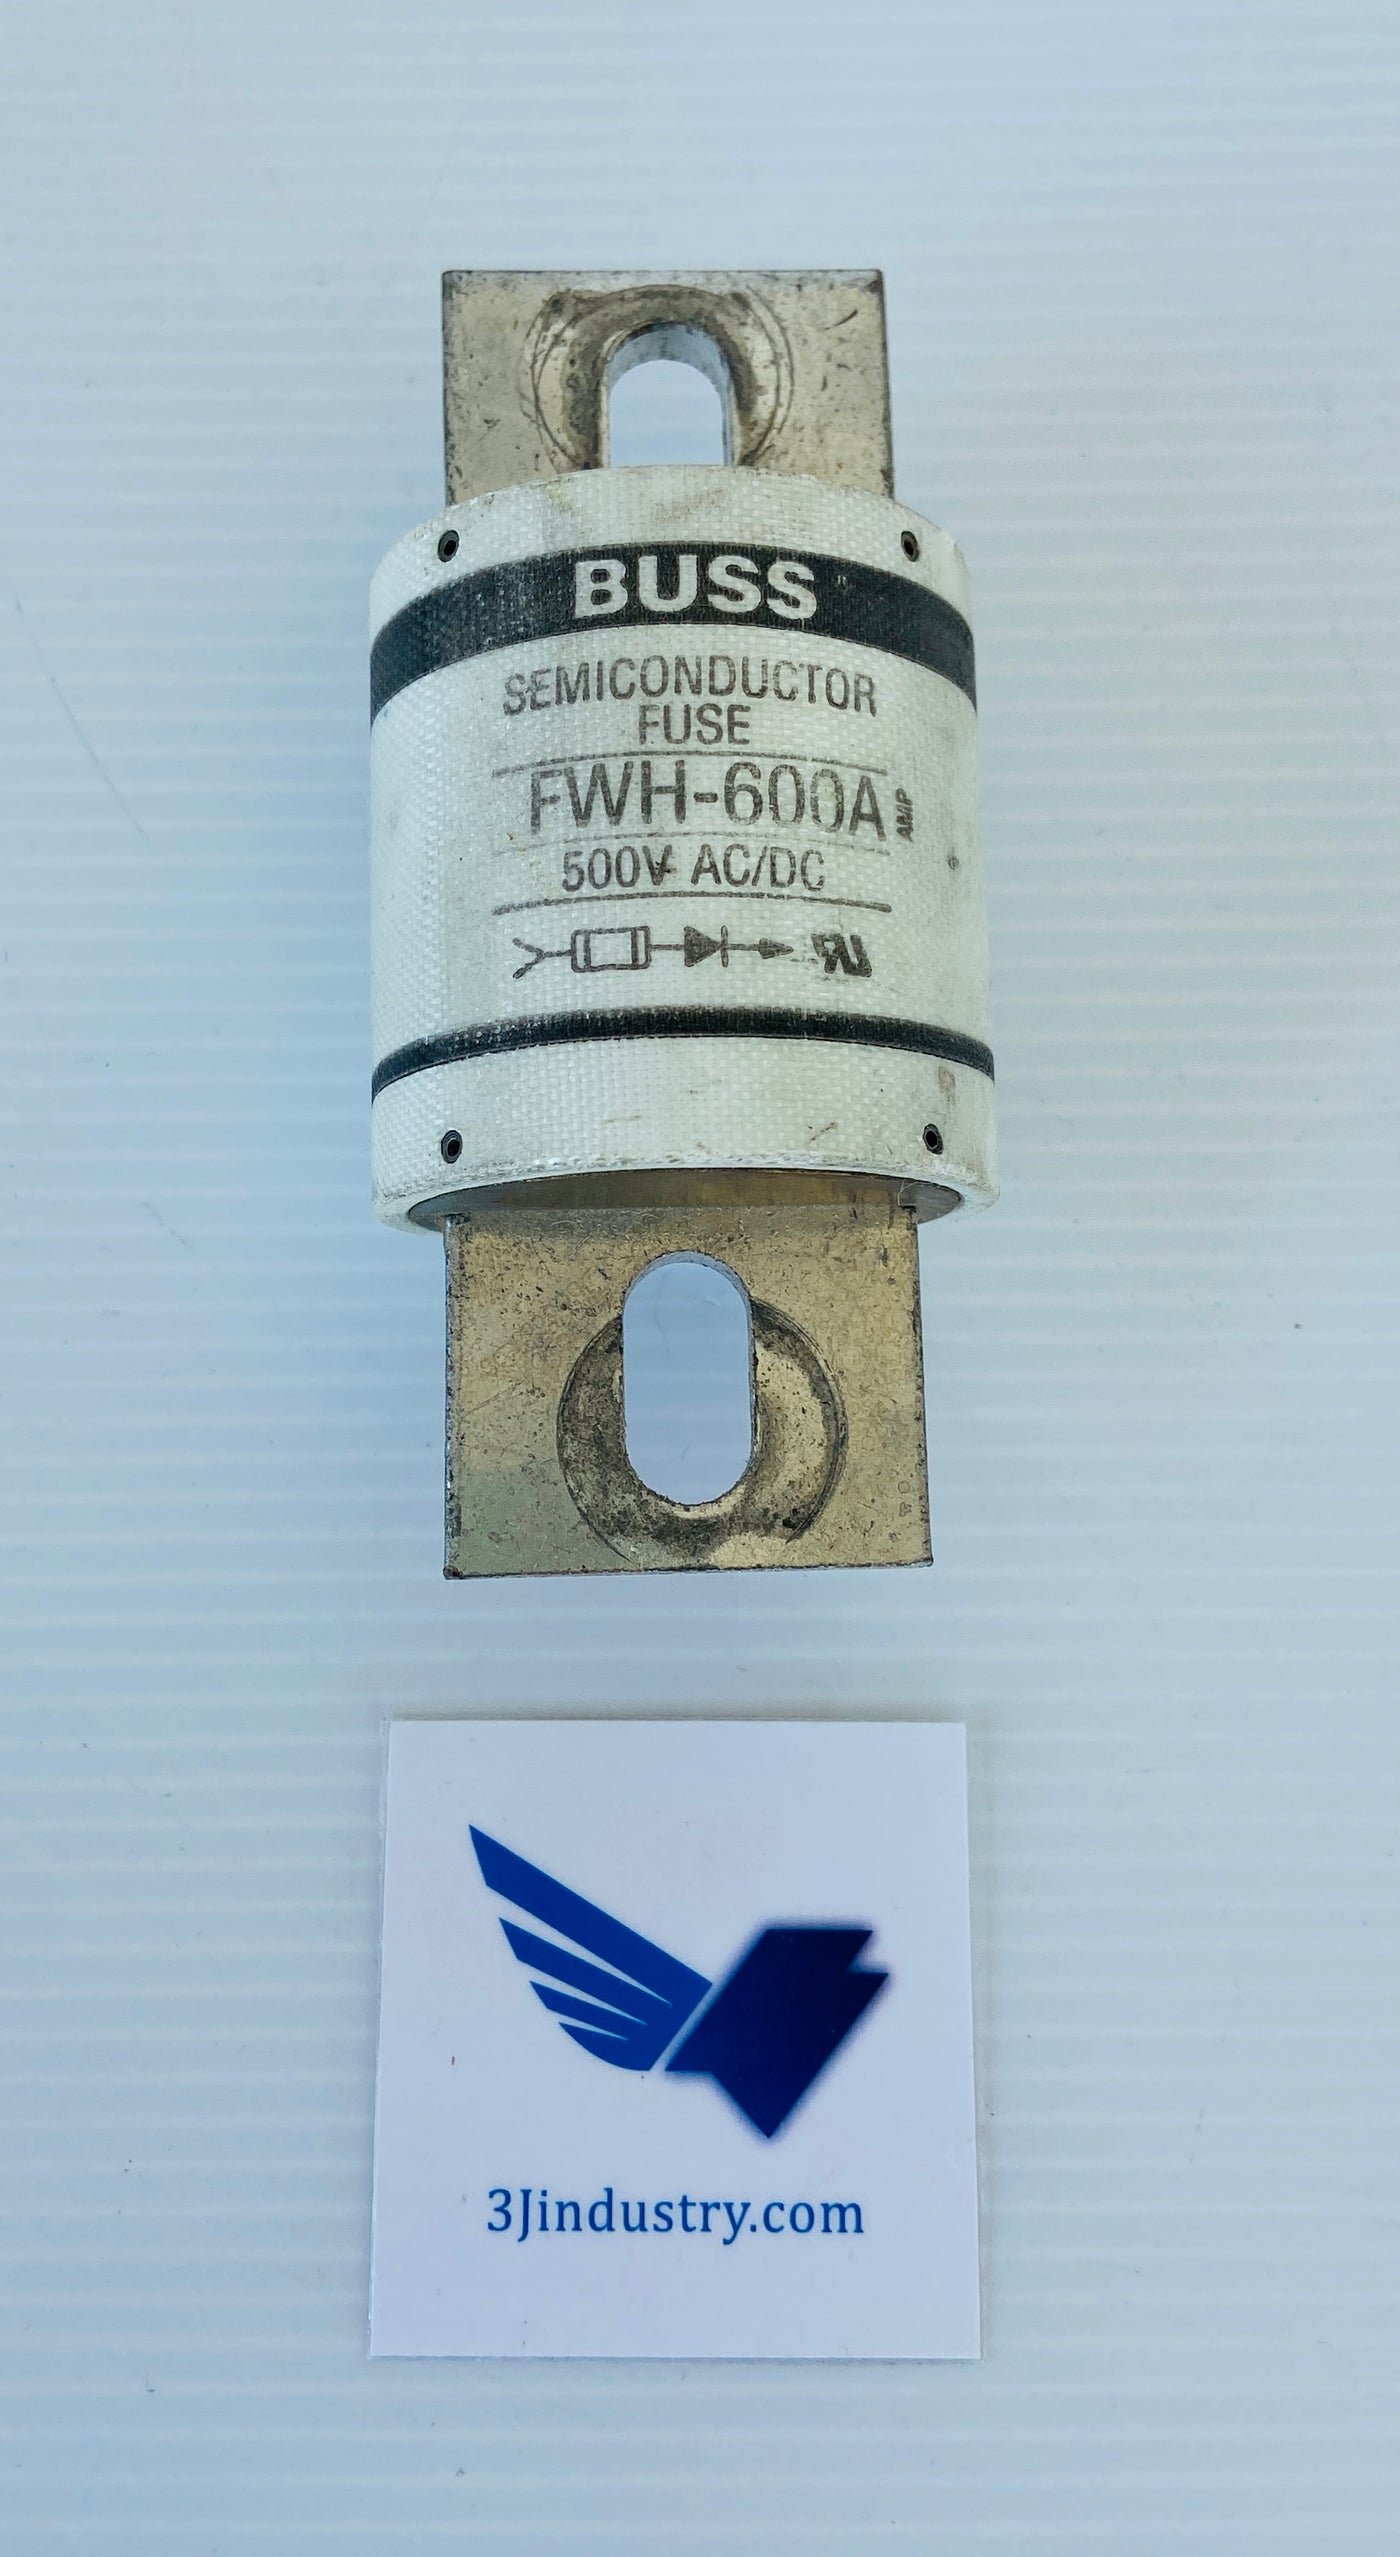 BUSS
SEMICONDUCTOR
FUSE
FWH-600A AMP
500V AC/DC
3Jindustry.com